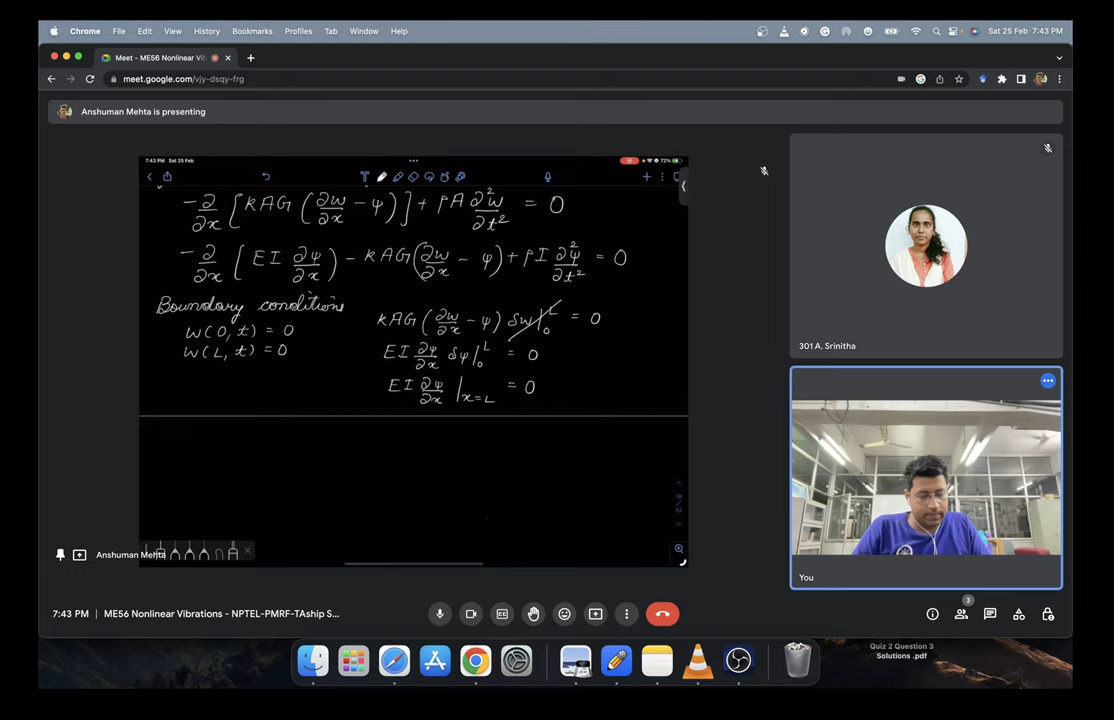 Chrome File Edit View History Bookmarks Profiles Tab Window Help Sat 25 Feb 7:43 PM
Meet - ME56 Nonlinear Vib
meet.google.com/vjy-dsqy-frg
Anshuman Mehta is presenting
7:43 PM Sat 25 Feb 72%
-∂/∂x [kAG (∂w/∂x - ψ)] + ρA ∂²w/∂t² = 0
-∂/∂x [EI ∂ψ/∂x) - kAG(∂w/∂x - ψ) + ρI ∂²ψ/∂t² = 0
Boundary conditions
w(0, t) = 0
w(L, t) = 0
kAG (∂w/∂x - ψ) δw|₀ᴸ = 0
EI ∂ψ/∂x δψ|₀ᴸ = 0
EI ∂ψ/∂x |x=L = 0
18
/
52
Anshuman Mehta
301 A. Srinitha
You
7:43 PM | ME56 Nonlinear Vibrations - NPTEL-PMRF-TAship S...
3
Quiz 2 Question 3
Solutions .pdf